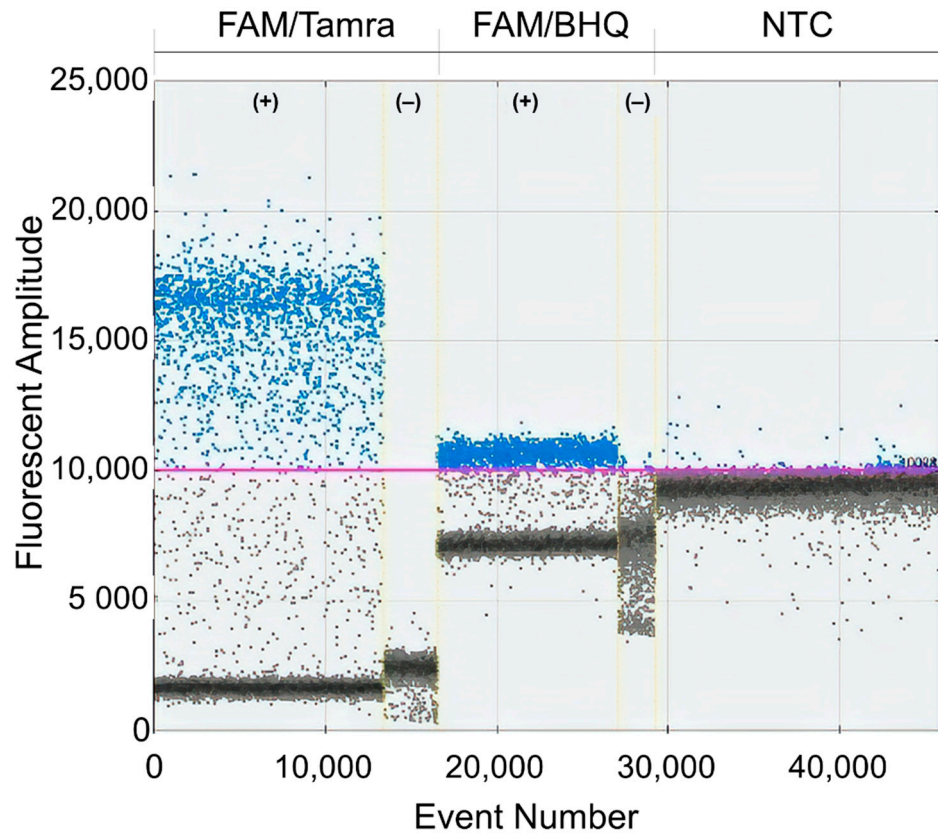 FAM/Tamra FAM/BHQ NTC
25,000
(+) (–) (+) (–)
20,000
15,000
10,000
5 000
0
0 10,000 20,000 30,000 40,000
Fluorescent Amplitude
Event Number